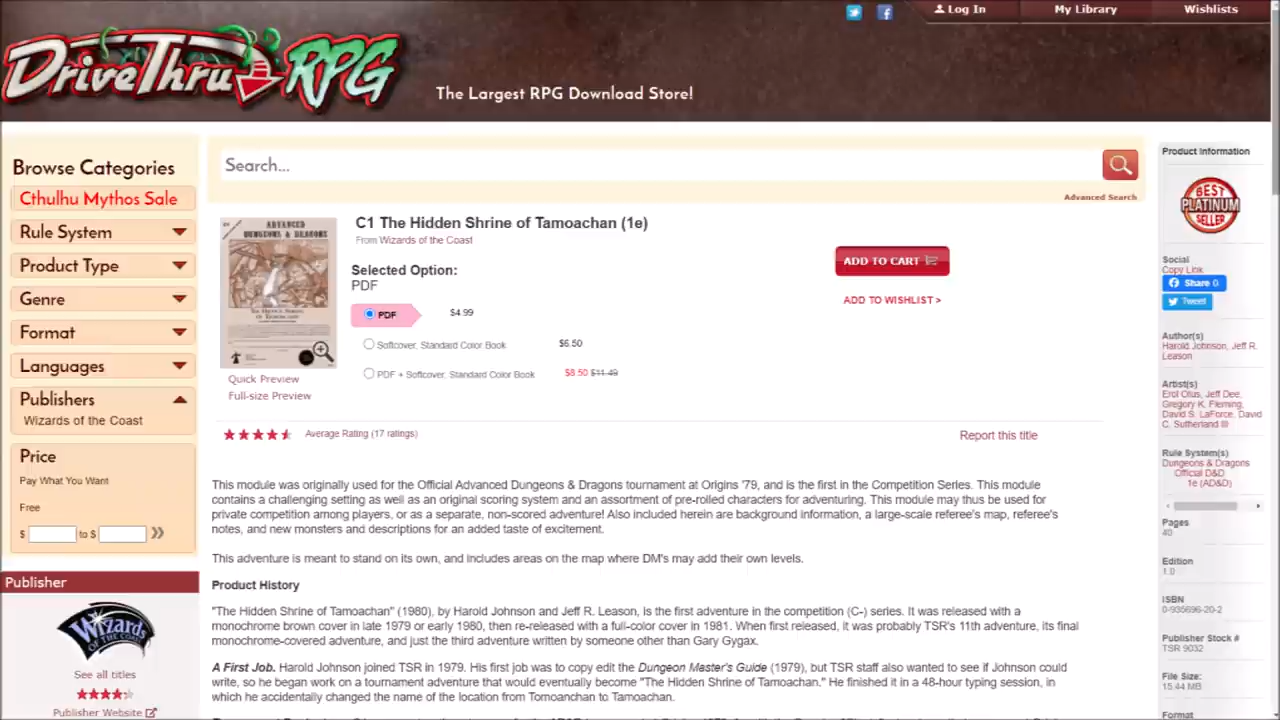 Log In
My Library
Wishlists
DriveThruRPG
The Largest RPG Download Store!
Browse Categories
Cthulhu Mythos Sale
Rule System
Product Type
Genre
Format
Languages
Publishers
Wizards of the Coast
Price
Pay What You Want
Free
$ to $
Publisher
Wizards
See all titles
Publisher Website
Search...
Advanced Search
ADVANCED
DUNGEONS & DRAGONS
C1 The Hidden Shrine of Tamoachan (1e)
From Wizards of the Coast
Selected Option:
PDF
PDF $4.99
Softcover, Standard Color Book $6.50
PDF + Softcover, Standard Color Book $8.50 $11.49
ADD TO CART
ADD TO WISHLIST >
Quick Preview
Full-size Preview
Average Rating (17 ratings)
Report this title
This module was originally used for the Official Advanced Dungeons & Dragons tournament at Origins '79, and is the first in the Competition Series. This module
contains a challenging setting as well as an original scoring system and an assortment of pre-rolled characters for adventuring. This module may thus be used for
private competition among players, or as a separate, non-scored adventure! Also included herein are background information, a large-scale referee's map, referee's
notes, and new monsters and descriptions for an added taste of excitement.
This adventure is meant to stand on its own, and includes areas on the map where DM's may add their own levels.
Product History
"The Hidden Shrine of Tamoachan" (1980), by Harold Johnson and Jeff R. Leason, is the first adventure in the competition (C-) series. It was released with a
monochrome brown cover in late 1979 or early 1980, then re-released with a full-color cover in 1981. When first released, it was probably TSR's 11th adventure, its final
monochrome-covered adventure, and just the third adventure written by someone other than Gary Gygax.
A First Job. Harold Johnson joined TSR in 1979. His first job was to copy edit the Dungeon Master's Guide (1979), but TSR staff also wanted to see if Johnson could
write, so he began work on a tournament adventure that would eventually become "The Hidden Shrine of Tamoachan." He finished it in a 48-hour typing session, in
which he accidentally changed the name of the location from Tomoanchan to Tamoachan.
Product Information
BEST
PLATINUM
SELLER
Social
Copy Link
Share 0
Tweet
Author(s)
Harold Johnson, Jeff R.
Leason
Artist(s)
Erol Otus, Jeff Dee,
Gregory K. Fleming,
David S. LaForce, David
C. Sutherland III
Rule System(s)
Dungeons & Dragons
Official D&D
1e (AD&D)
Pages
40
Edition
1.0
ISBN
0-935696-20-2
Publisher Stock #
TSR 9032
File Size:
15.44 MB
Format